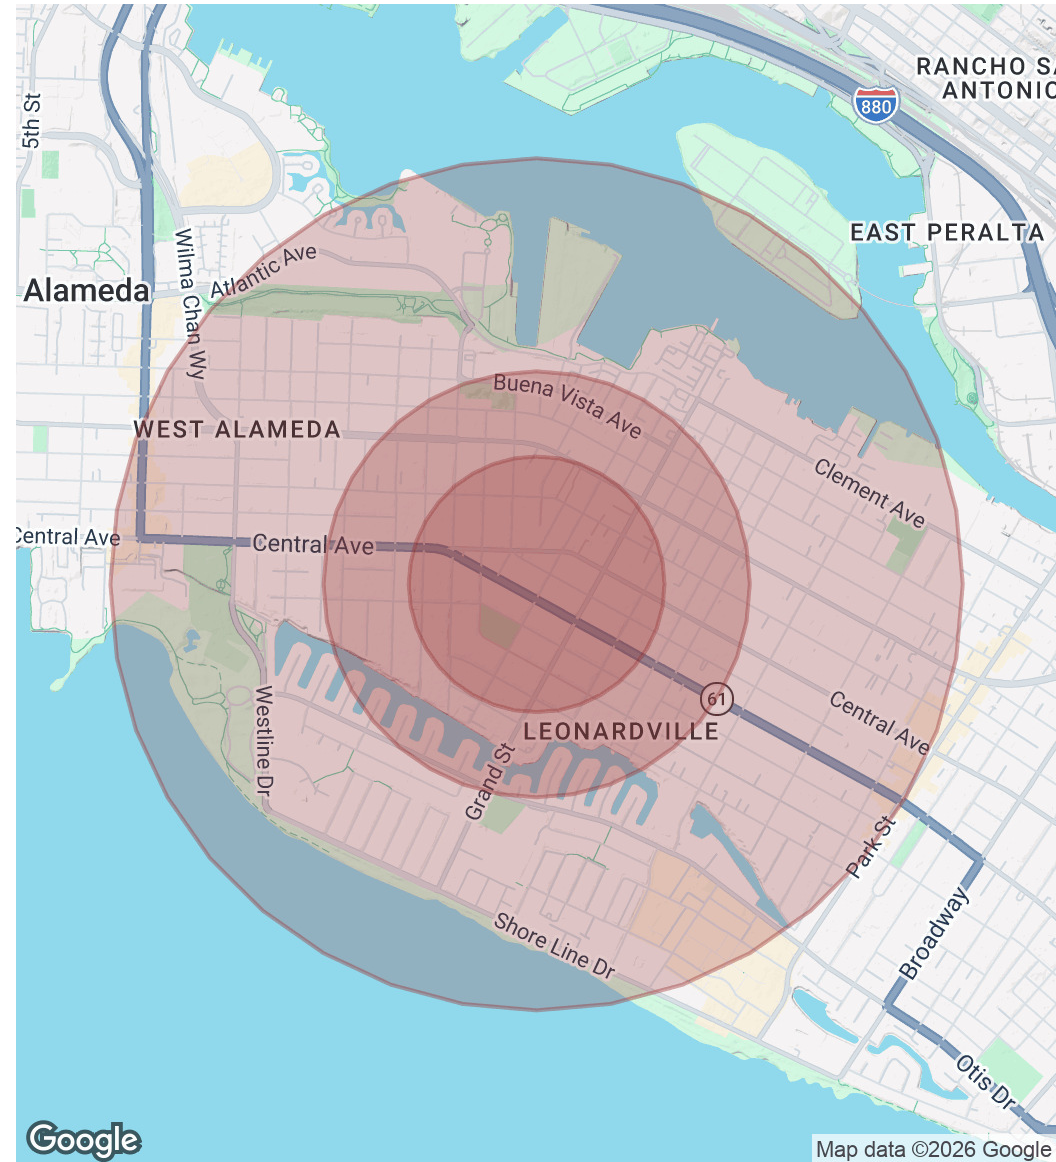 RANCHO SA
ANTONIO
880
5th St
EAST PERALTA
Wilma Chan Wy
Atlantic Ave
Alameda
Buena Vista Ave
WEST ALAMEDA
Clement Ave
Central Ave
Central Ave
61
Westline Dr
LEONARDVILLE
Central Ave
Grand St
Park St
Shore Line Dr
Broadway
Otis Dr
Google
Map data ©2026 Google